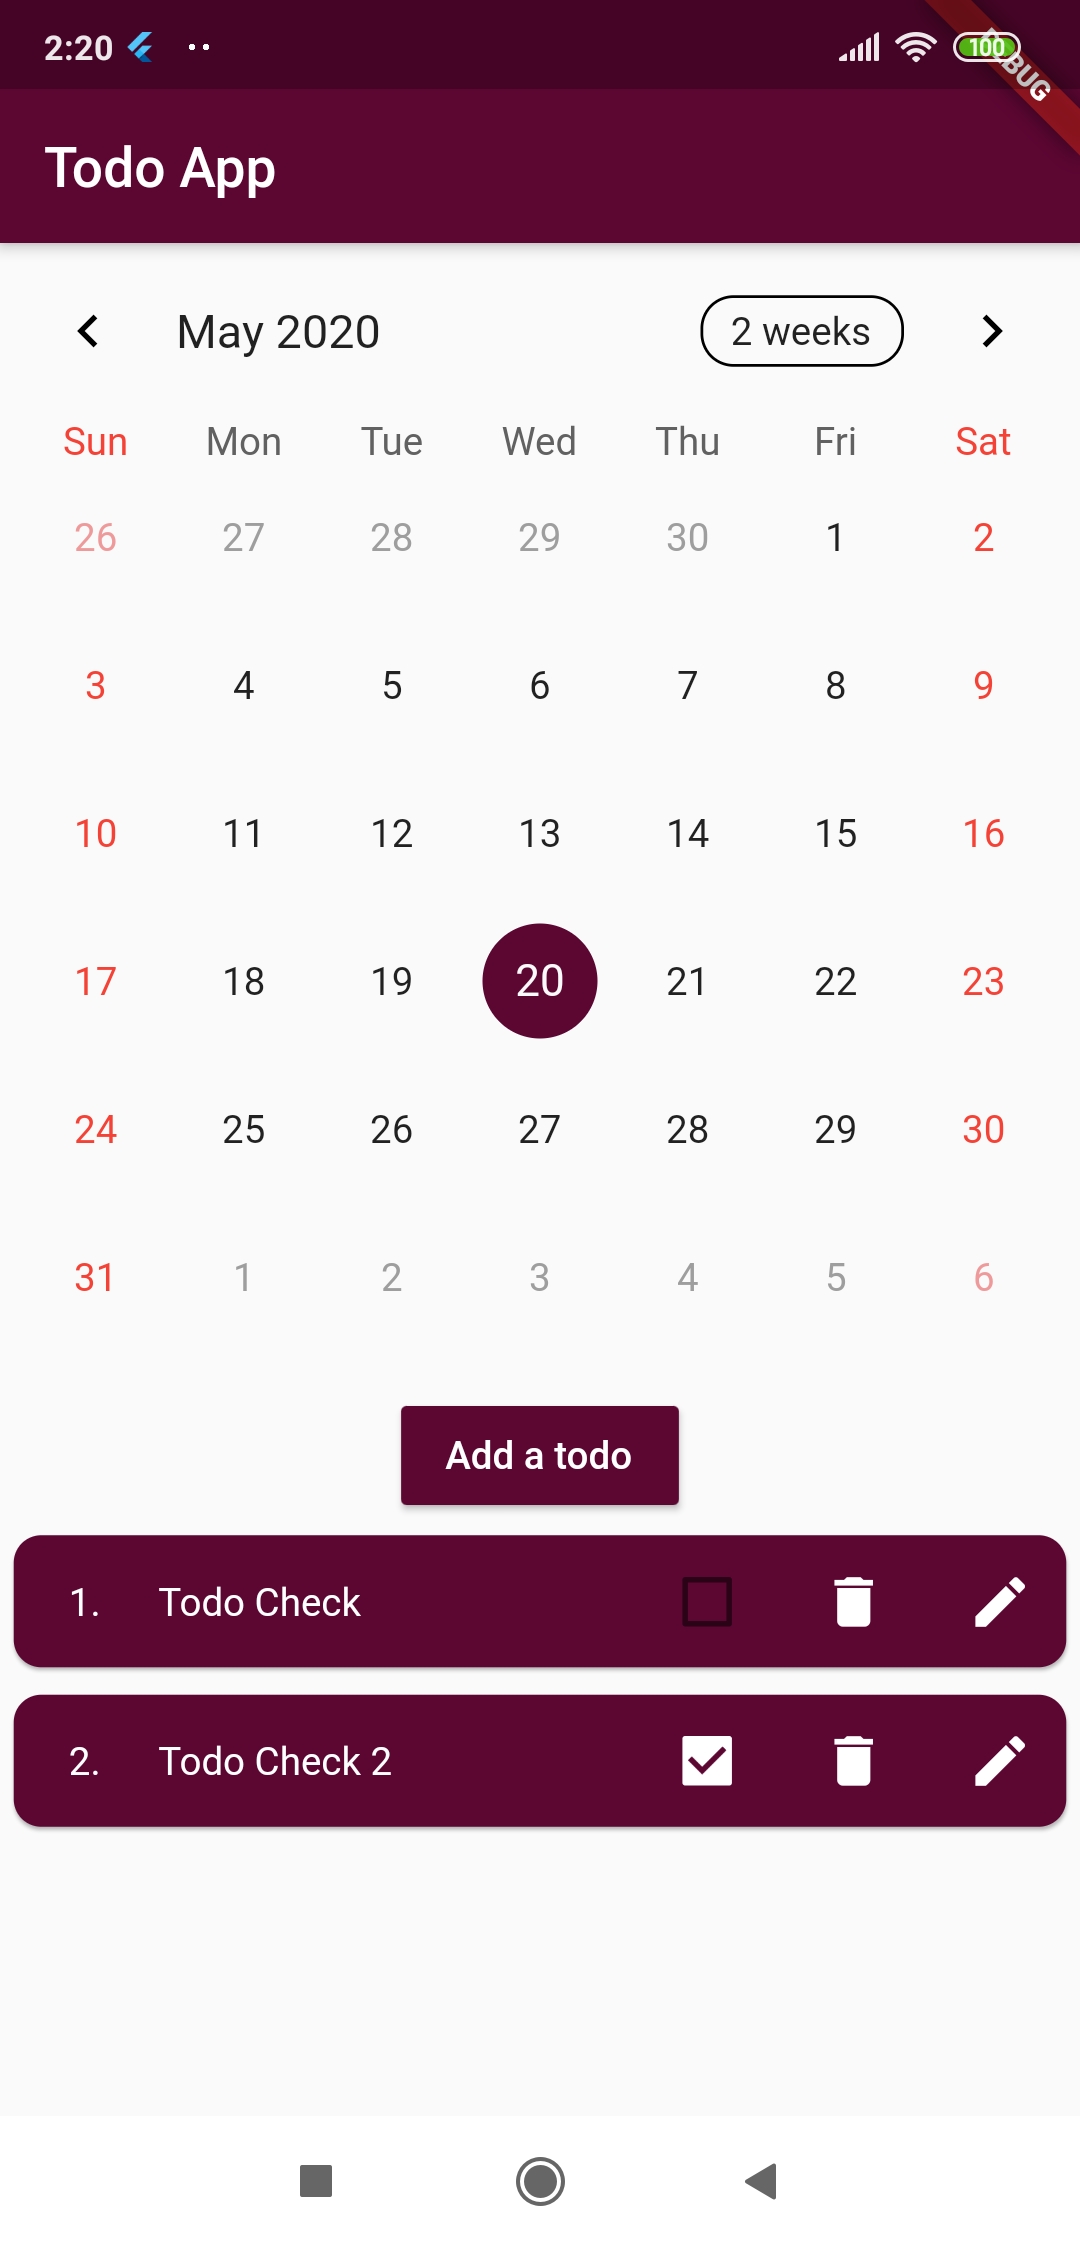 2:20
100
DEBUG
Todo App
May 2020
2 weeks
Sun Mon Tue Wed Thu Fri Sat
26 27 28 29 30 1 2
3 4 5 6 7 8 9
10 11 12 13 14 15 16
17 18 19 20 21 22 23
24 25 26 27 28 29 30
31 1 2 3 4 5 6
Add a todo
1. Todo Check
2. Todo Check 2